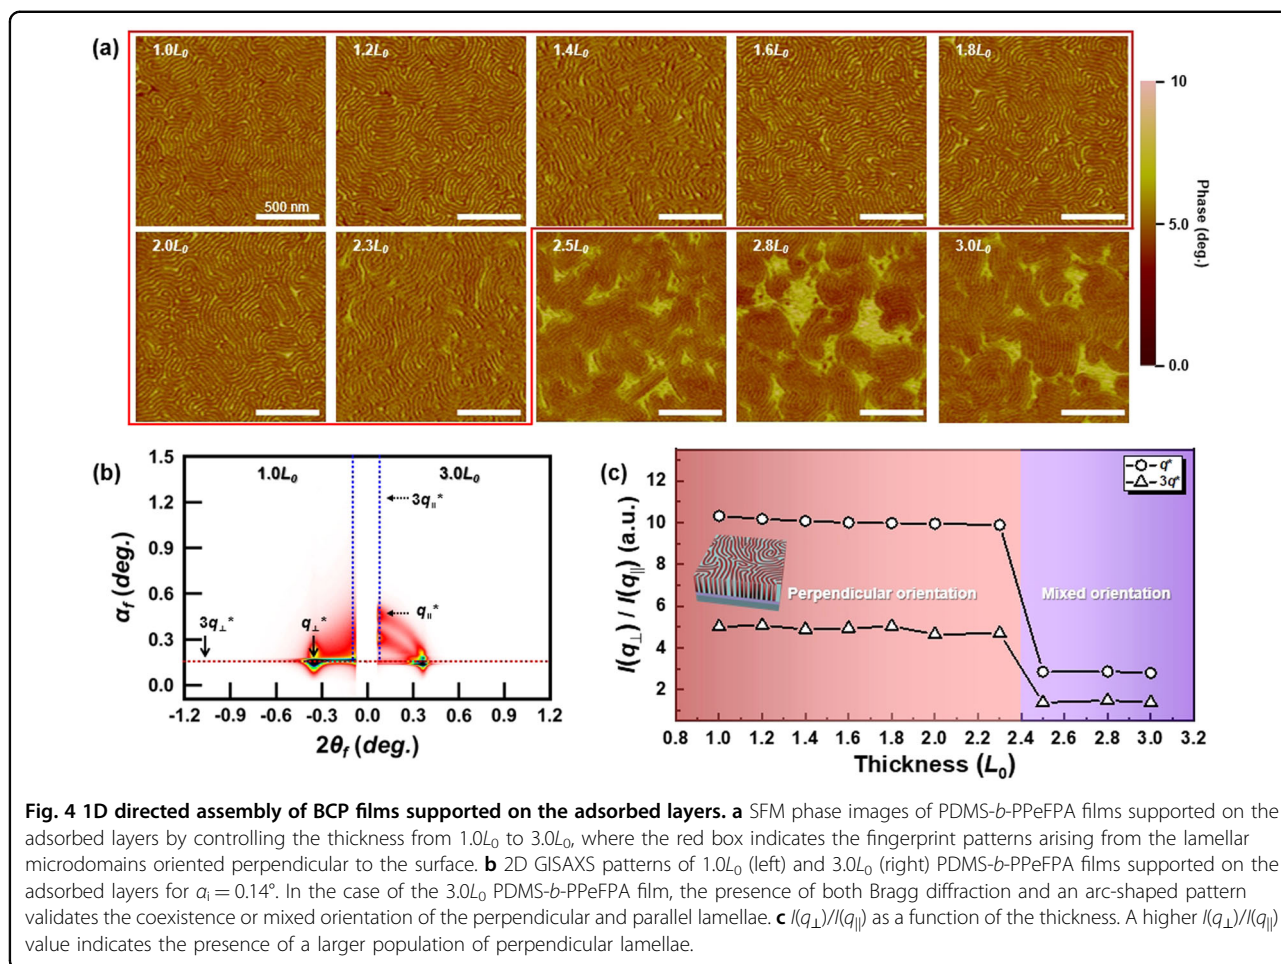 (a)
1.0L₀
1.2L₀
1.4L₀
1.6L₀
1.8L₀
500 nm
2.0L₀
2.3L₀
2.5L₀
2.8L₀
3.0L₀
10
5.0
0.0
Phase (deg.)
(b)
1.0L₀
3.0L₀
3q∥*
q∥*
3q⊥*
q⊥*
1.5
1.2
0.9
0.6
0.3
0.0
αf (deg.)
-1.2 -0.9 -0.6 -0.3 0.0 0.3 0.6 0.9 1.2
2θf (deg.)
(c)
q*
3q*
12
10
8
6
4
2
I(q⊥) / I(q∥) (a.u.)
Perpendicular orientation
Mixed orientation
0.8 1.0 1.2 1.4 1.6 1.8 2.0 2.2 2.4 2.6 2.8 3.0 3.2
Thickness (L₀)
Fig. 4 1D directed assembly of BCP films supported on the adsorbed layers. a SFM phase images of PDMS-b-PPeFPA films supported on the
adsorbed layers by controlling the thickness from 1.0L₀ to 3.0L₀, where the red box indicates the fingerprint patterns arising from the lamellar
microdomains oriented perpendicular to the surface. b 2D GISAXS patterns of 1.0L₀ (left) and 3.0L₀ (right) PDMS-b-PPeFPA films supported on the
adsorbed layers for αi = 0.14°. In the case of the 3.0L₀ PDMS-b-PPeFPA film, the presence of both Bragg diffraction and an arc-shaped pattern
validates the coexistence or mixed orientation of the perpendicular and parallel lamellae. c I(q⊥)/I(q∥) as a function of the thickness. A higher I(q⊥)/I(q∥)
value indicates the presence of a larger population of perpendicular lamellae.